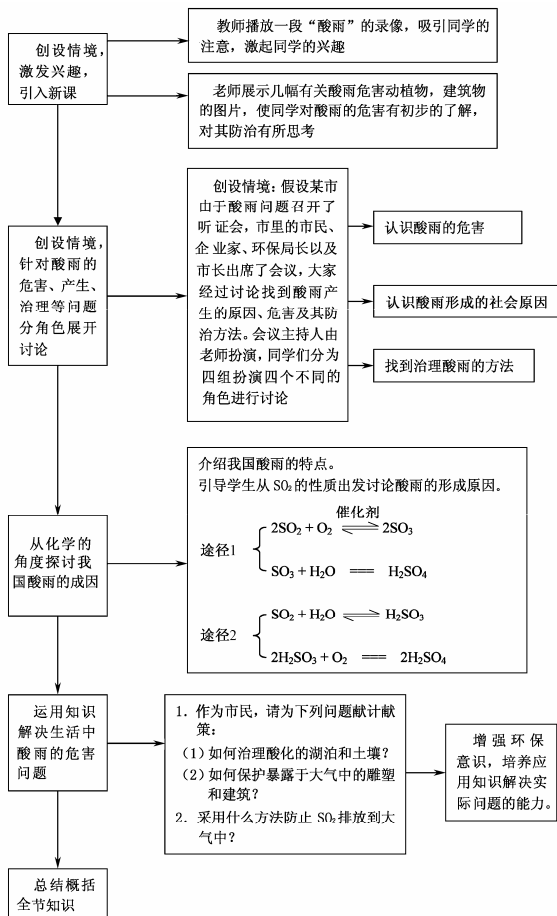 教师播放一段“酸雨”的录像，吸引同学的
注意，激起同学的兴趣
创设情境，
激发兴趣，
引入新课
老师展示几幅有关酸雨危害动植物，建筑物
的图片，使同学对酸雨的危害有初步的了解，
对其防治有所思考
创设情境，
针对酸雨的
危害、产生、
治理等问题
分角色展开
讨论
创设情境：假设某市
由于酸雨问题召开了
听证会，市里的市民、
企业家、环保局长以及
市长出席了会议，大家
经过讨论找到酸雨产
生的原因、危害及其防
治方法。会议主持人由
老师扮演，同学们分为
四组扮演四个不同的
角色进行讨论
认识酸雨的危害
认识酸雨形成的社会原因
找到治理酸雨的方法
从化学的
角度探讨我
国酸雨的成因
介绍我国酸雨的特点。
引导学生从SO₂的性质出发讨论酸雨的形成原因。
催化剂
途径1
2SO₂ + O₂ ⇌ 2SO₃
SO₃ + H₂O === H₂SO₄
途径2
SO₂ + H₂O ⇌ H₂SO₃
2H₂SO₃ + O₂ === 2H₂SO₄
运用知识
解决生活中
酸雨的危害
问题
1．作为市民，请为下列问题献计献
策：
（1）如何治理酸化的湖泊和土壤？
（2）如何保护暴露于大气中的雕塑
和建筑？
2．采用什么方法防止 SO₂排放到大
气中？
增强环保
意识，培养应
用知识解决实
际问题的能力。
总结概括
全节知识